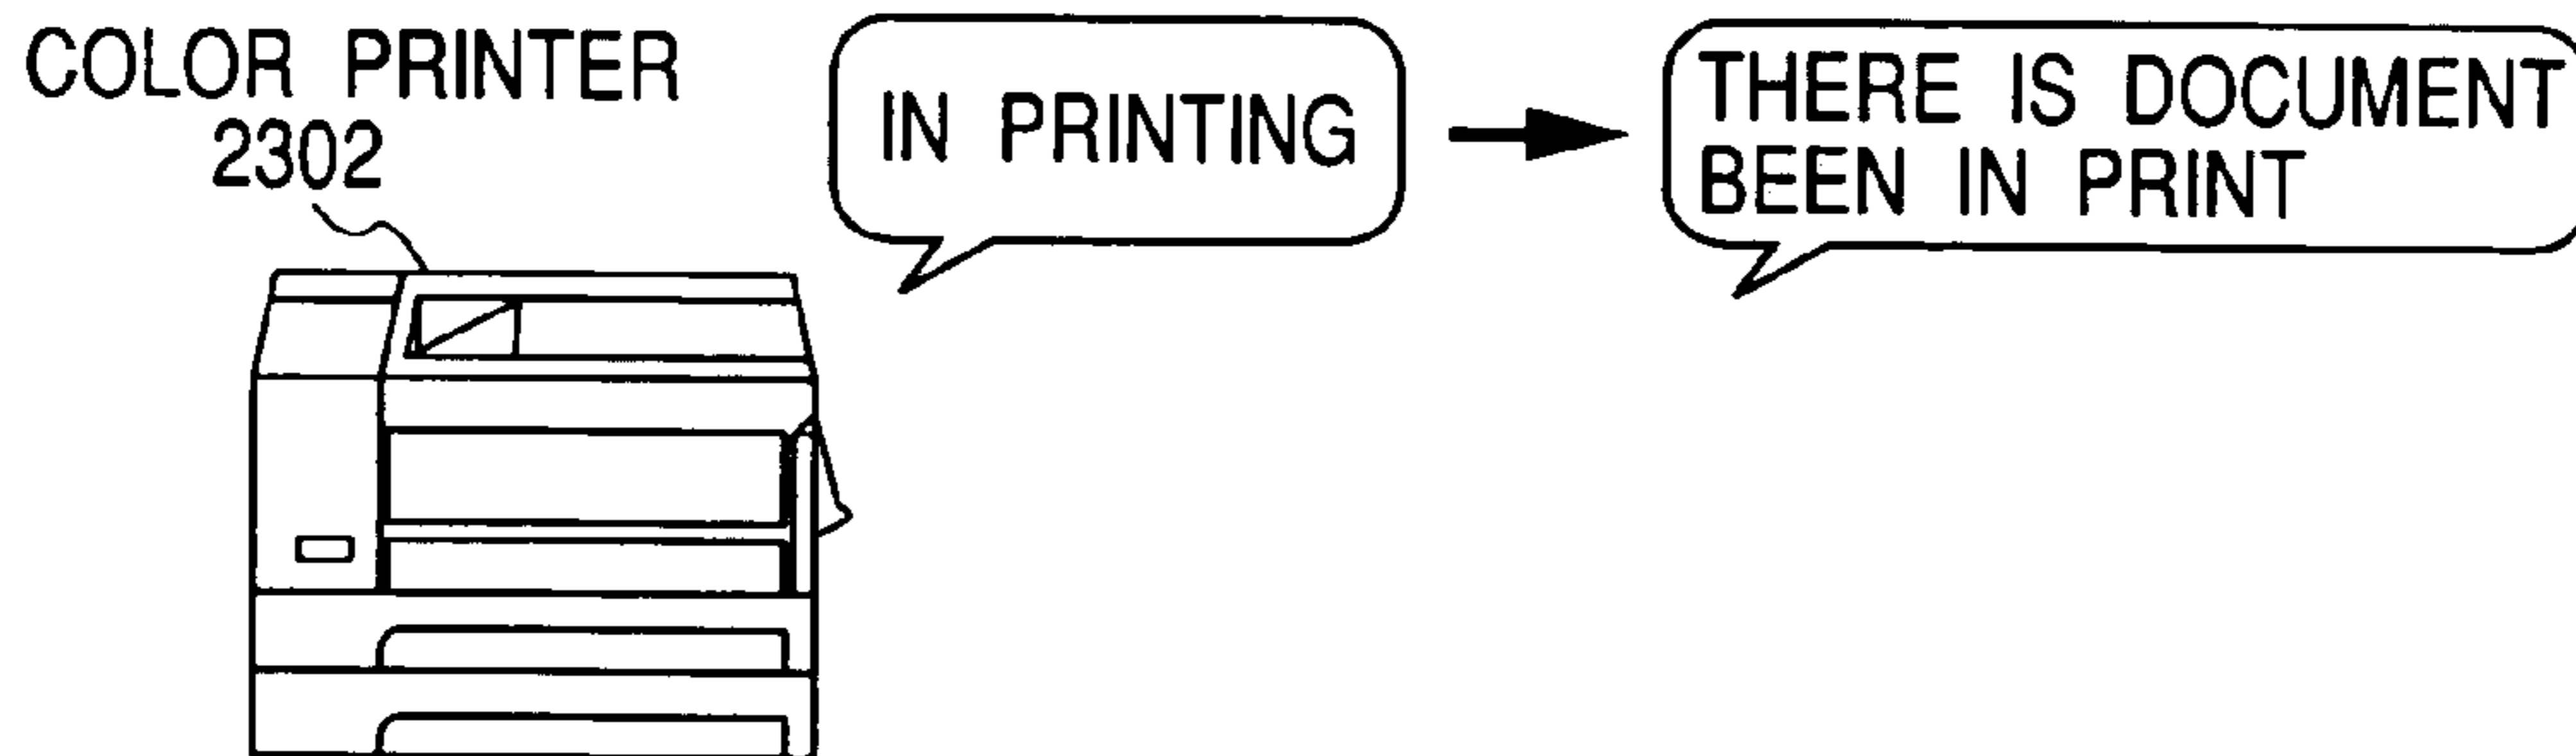 COLOR PRINTER
2302
IN PRINTING
THERE IS DOCUMENT
BEEN IN PRINT